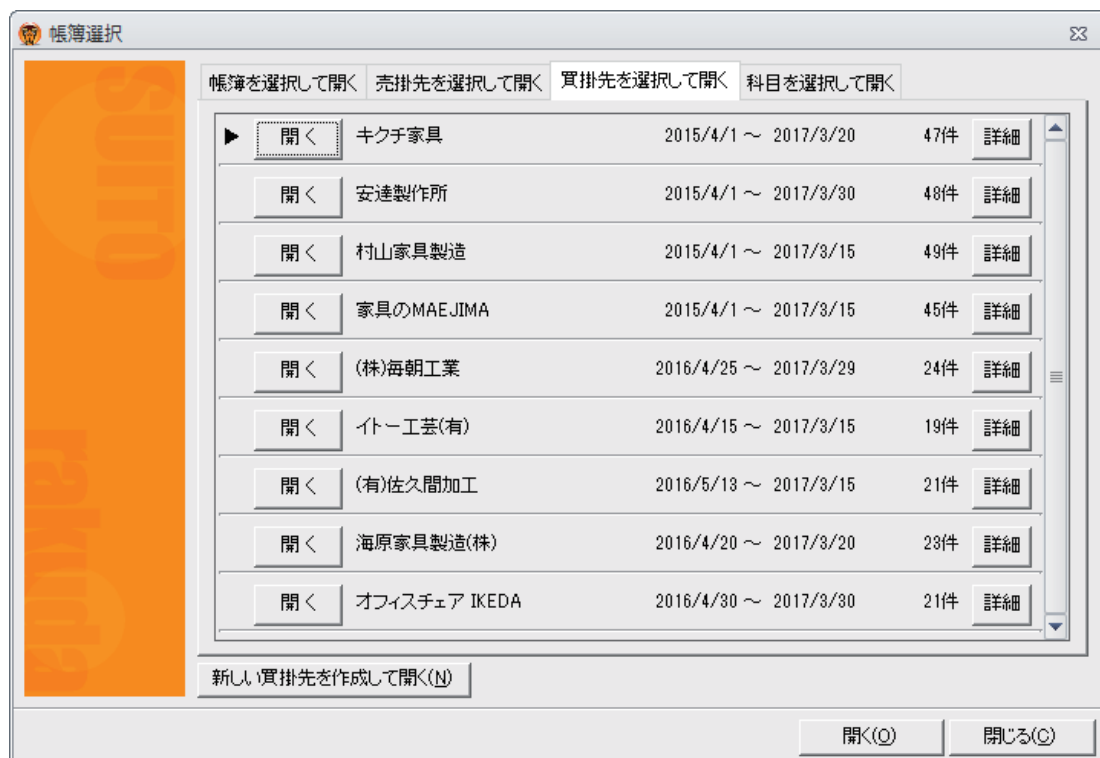 帳簿選択
SUITO
rakuda
帳簿を選択して開く 売掛先を選択して開く 買掛先を選択して開く 科目を選択して開く
開く キクチ家具 2015/4/1～ 2017/3/20 47件 詳細
開く 安達製作所 2015/4/1～ 2017/3/30 48件 詳細
開く 村山家具製造 2015/4/1～ 2017/3/15 49件 詳細
開く 家具のMAEJIMA 2015/4/1～ 2017/3/15 45件 詳細
開く (株)毎朝工業 2016/4/25～ 2017/3/29 24件 詳細
開く イトー工芸(有) 2016/4/15～ 2017/3/15 19件 詳細
開く (有)佐久間加工 2016/5/13～ 2017/3/15 21件 詳細
開く 海原家具製造(株) 2016/4/20～ 2017/3/20 23件 詳細
開く オフィスチェア IKEDA 2016/4/30～ 2017/3/30 21件 詳細
新しい買掛先を作成して開く(N)
開く(O) 閉じる(C)